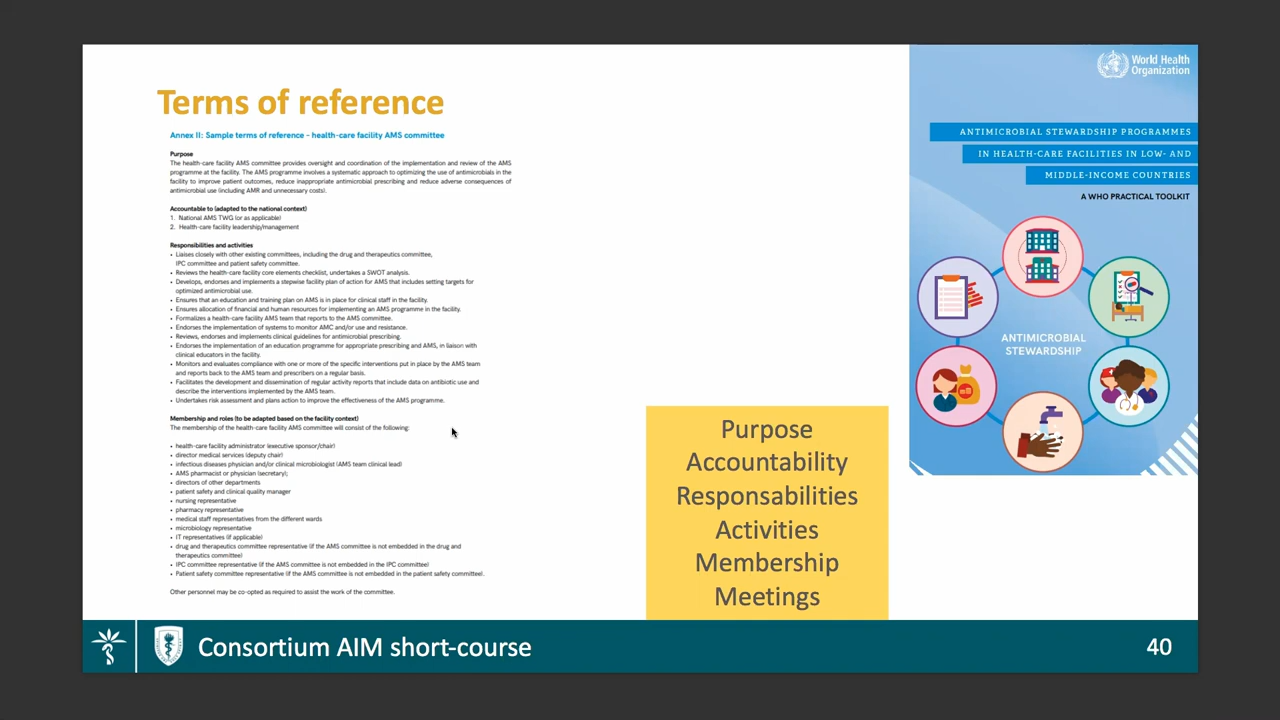 Terms of reference
Annex II: Sample terms of reference – health-care facility AMS committee
Purpose
The health-care facility AMS committee provides oversight and coordination of the implementation and review of the AMS
programme at the facility. The AMS programme involves a systematic approach to optimizing the use of antimicrobials in the
facility to improve patient outcomes, reduce inappropriate antimicrobial prescribing and reduce adverse consequences of
antimicrobial use (including AMR and unnecessary costs).
Accountable to (adapted to the national context)
1. National AMS TWG (or as applicable)
2. Health-care facility leadership/management
Responsibilities and activities
• Liaises closely with other existing committees, including the drug and therapeutics committee,
IPC committee and patient safety committee.
• Reviews the health-care facility core elements checklist, undertakes a SWOT analysis.
• Develops, endorses and implements a stepwise facility plan of action for AMS that includes setting targets for
optimized antimicrobial use.
• Ensures that an education and training plan on AMS is in place for clinical staff in the facility.
• Ensures allocation of financial and human resources for implementing an AMS programme in the facility.
• Formalizes a health-care facility AMS team that reports to the AMS committee.
• Endorses the implementation of systems to monitor AMC and/or use and resistance.
• Reviews, endorses and implements clinical guidelines for antimicrobial prescribing.
• Endorses the implementation of an education programme for appropriate prescribing and AMS, in liaison with
clinical educators in the facility.
• Monitors and evaluates compliance with one or more of the specific interventions put in place by the AMS team
and reports back to the AMS team and prescribers on a regular basis.
• Facilitates the development and dissemination of regular activity reports that include data on antibiotic use and
describe the interventions implemented by the AMS team.
• Undertakes risk assessment and plans action to improve the effectiveness of the AMS programme.
Membership and roles (to be adapted based on the facility context)
The membership of the health-care facility AMS committee will consist of the following:
• health-care facility administrator (executive sponsor/chair)
• director medical services (deputy chair)
• infectious diseases physician and/or clinical microbiologist (AMS team clinical lead)
• AMS pharmacist or physician (secretary);
• directors of other departments
• patient safety and clinical quality manager
• nursing representative
• pharmacy representative
• medical staff representatives from the different wards
• microbiology representative
• IT representatives (if applicable)
• drug and therapeutics committee representative (if the AMS committee is not embedded in the drug and
therapeutics committee)
• IPC committee representative (if the AMS committee is not embedded in the IPC committee)
• Patient safety committee representative (if the AMS committee is not embedded in the patient safety committee).
Other personnel may be co-opted as required to assist the work of the committee.
Purpose
Accountability
Responsabilities
Activities
Membership
Meetings
World Health
Organization
ANTIMICROBIAL STEWARDSHIP PROGRAMMES
IN HEALTH-CARE FACILITIES IN LOW- AND
MIDDLE-INCOME COUNTRIES
A WHO PRACTICAL TOOLKIT
ANTIMICROBIAL
STEWARDSHIP
Consortium AIM short-course
40